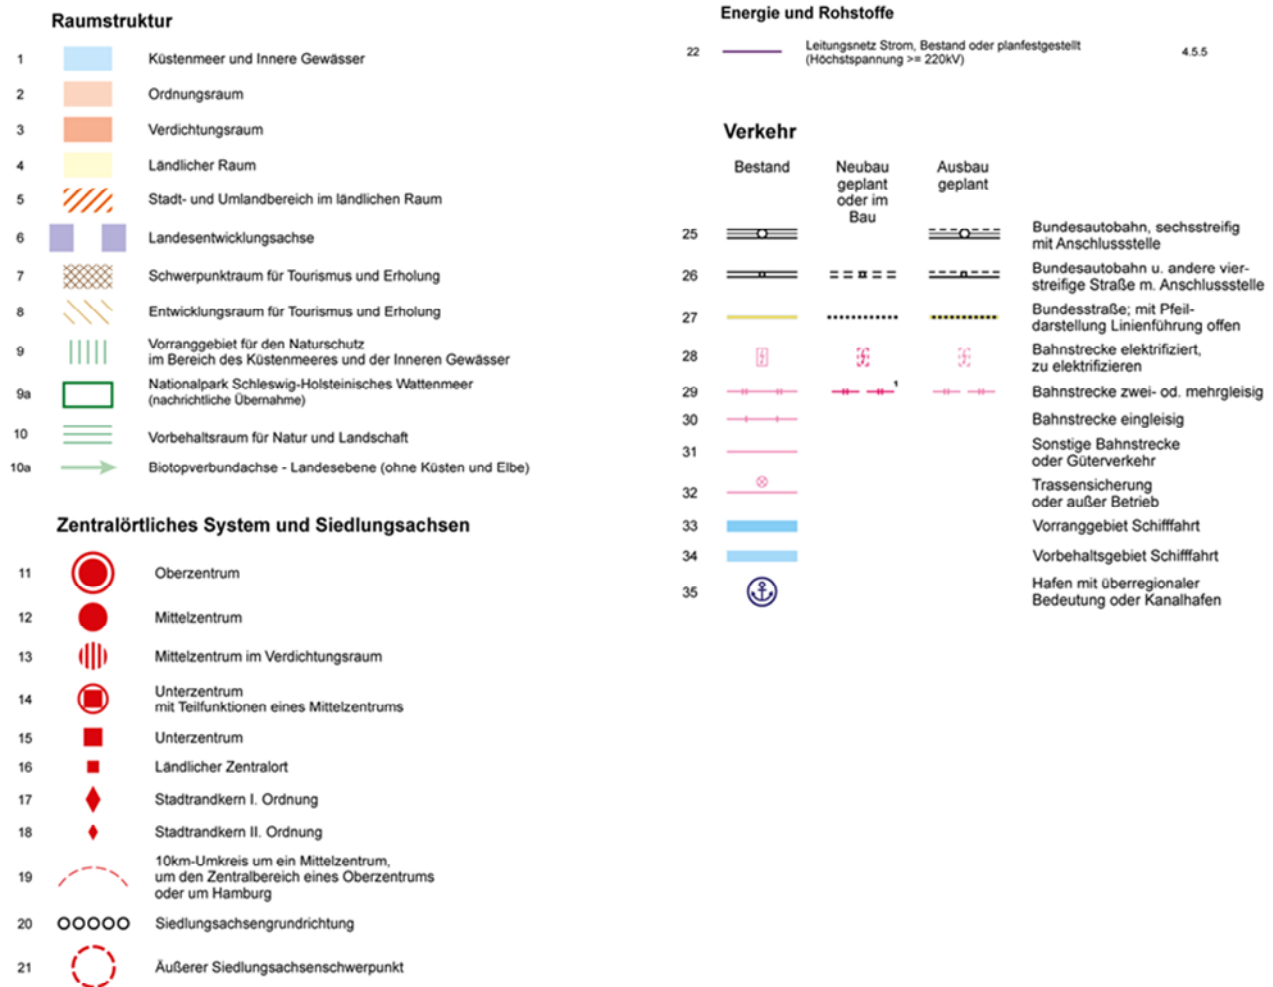 Raumstruktur
1 Küstenmeer und Innere Gewässer
2 Ordnungsraum
3 Verdichtungsraum
4 Ländlicher Raum
5 Stadt- und Umlandbereich im ländlichen Raum
6 Landesentwicklungsachse
7 Schwerpunktraum für Tourismus und Erholung
8 Entwicklungsraum für Tourismus und Erholung
9 Vorranggebiet für den Naturschutz
im Bereich des Küstenmeeres und der Inneren Gewässer
9a Nationalpark Schleswig-Holsteinisches Wattenmeer
(nachrichtliche Übernahme)
10 Vorbehaltsraum für Natur und Landschaft
10a Biotopverbundachse - Landesebene (ohne Küsten und Elbe)
Zentralörtliches System und Siedlungsachsen
11 Oberzentrum
12 Mittelzentrum
13 Mittelzentrum im Verdichtungsraum
14 Unterzentrum
mit Teilfunktionen eines Mittelzentrums
15 Unterzentrum
16 Ländlicher Zentralort
17 Stadtrandkern I. Ordnung
18 Stadtrandkern II. Ordnung
19 10km-Umkreis um ein Mittelzentrum,
um den Zentralbereich eines Oberzentrums
oder um Hamburg
20 Siedlungsachsengrundrichtung
21 Äußerer Siedlungsachsenschwerpunkt
Energie und Rohstoffe
22 Leitungsnetz Strom, Bestand oder planfestgestellt 4.5.5
(Höchstspannung >= 220kV)
Verkehr
Bestand Neubau Ausbau
geplant geplant
oder im
Bau
25 Bundesautobahn, sechsstreifig
mit Anschlussstelle
26 Bundesautobahn u. andere vier-
streifige Straße m. Anschlussstelle
27 Bundesstraße; mit Pfeil-
darstellung Linienführung offen
28 Bahnstrecke elektrifiziert,
zu elektrifizieren
29 1 Bahnstrecke zwei- od. mehrgleisig
30 Bahnstrecke eingleisig
31 Sonstige Bahnstrecke
oder Güterverkehr
32 Trassensicherung
oder außer Betrieb
33 Vorranggebiet Schifffahrt
34 Vorbehaltsgebiet Schifffahrt
35 Hafen mit überregionaler
Bedeutung oder Kanalhafen